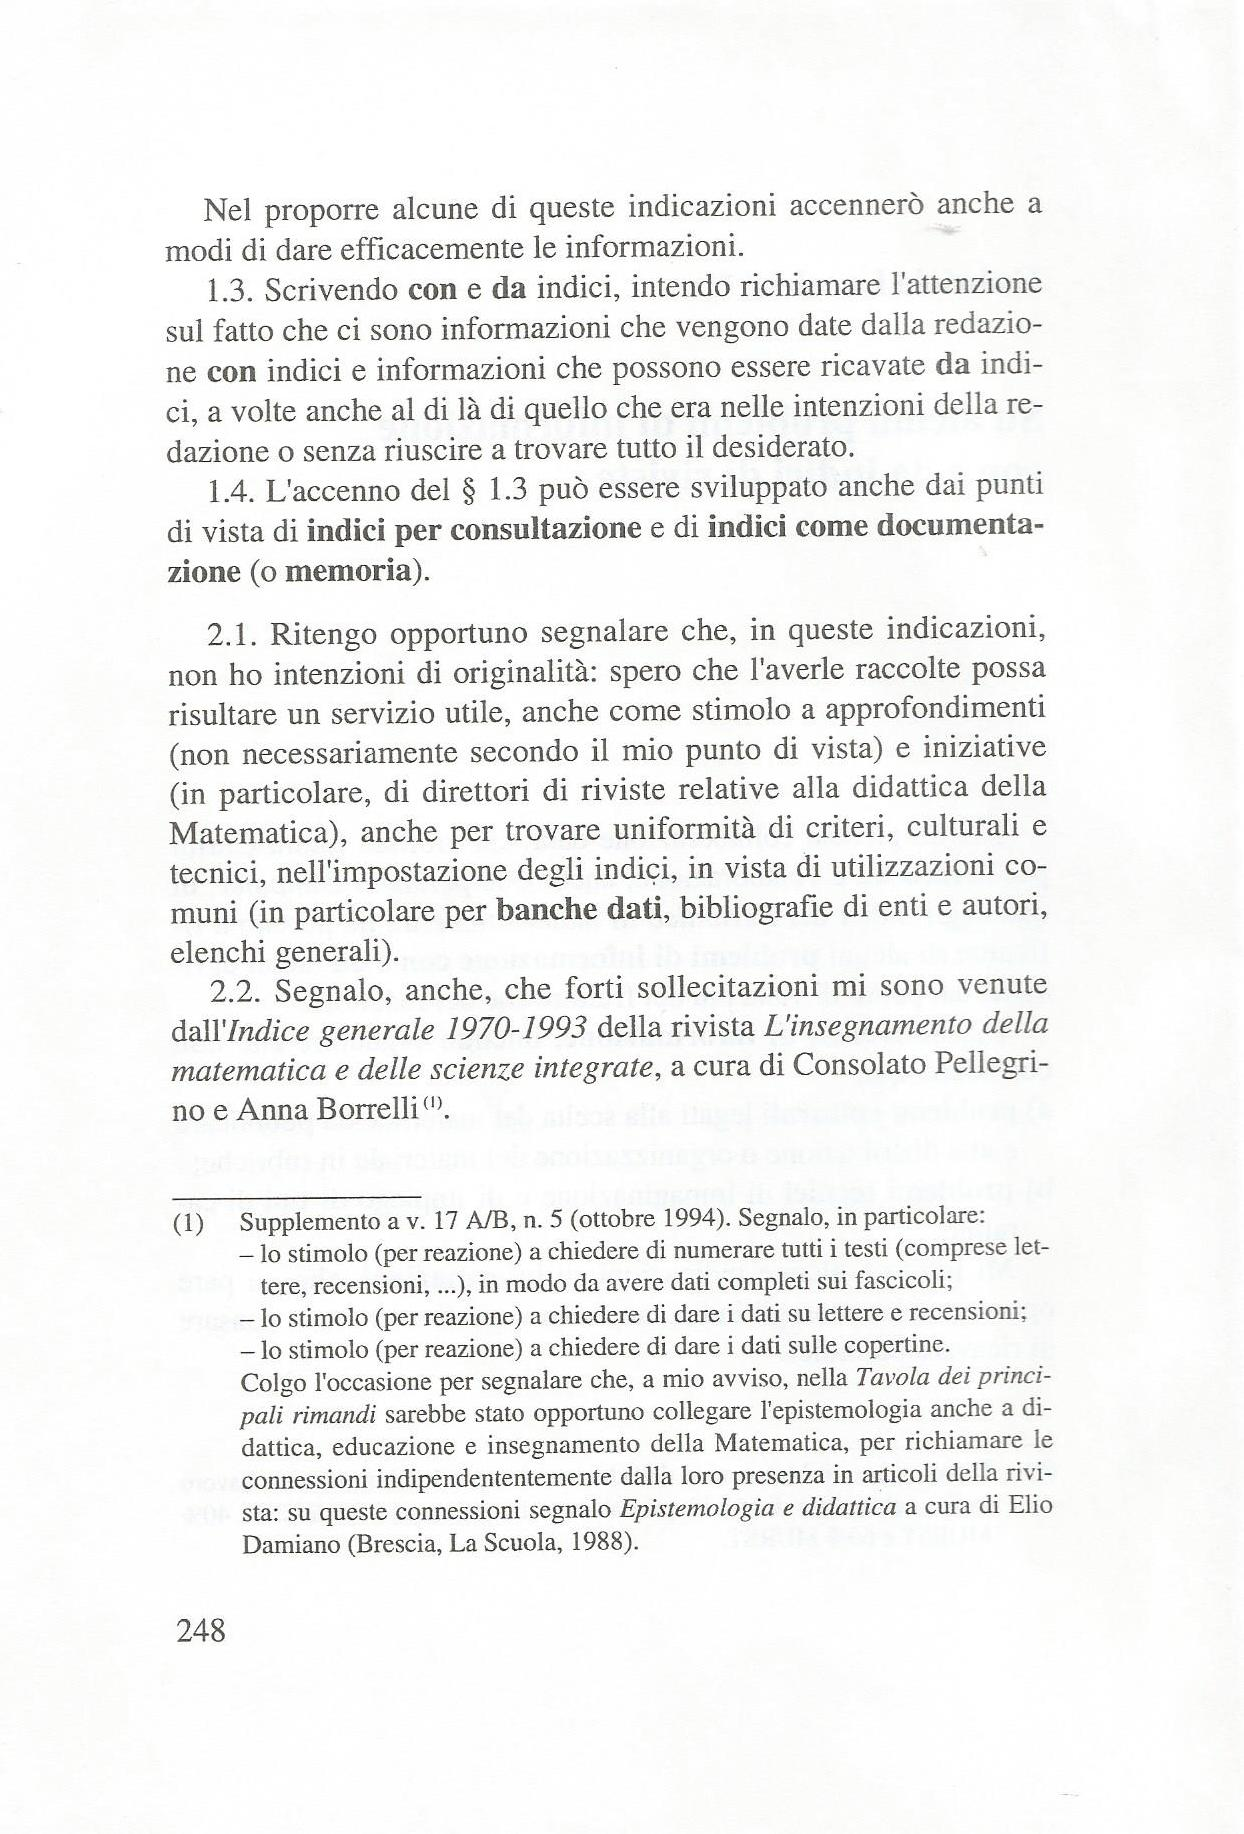 Nel proporre alcune di queste indicazioni accennerò anche a
modi di dare efficacemente le informazioni.
1.3. Scrivendo con e da indici, intendo richiamare l'attenzione
sul fatto che ci sono informazioni che vengono date dalla redazio-
ne con indici e informazioni che possono essere ricavate da indi-
ci, a volte anche al di là di quello che era nelle intenzioni della re-
dazione o senza riuscire a trovare tutto il desiderato.
1.4. L'accenno del § 1.3 può essere sviluppato anche dai punti
di vista di indici per consultazione e di indici come documenta-
zione (o memoria).
2.1. Ritengo opportuno segnalare che, in queste indicazioni,
non ho intenzioni di originalità: spero che l'averle raccolte possa
risultare un servizio utile, anche come stimolo a approfondimenti
(non necessariamente secondo il mio punto di vista) e iniziative
(in particolare, di direttori di riviste relative alla didattica della
Matematica), anche per trovare uniformità di criteri, culturali e
tecnici, nell'impostazione degli indici, in vista di utilizzazioni co-
muni (in particolare per banche dati, bibliografie di enti e autori,
elenchi generali).
2.2. Segnalo, anche, che forti sollecitazioni mi sono venute
dall'Indice generale 1970-1993 della rivista L'insegnamento della
matematica e delle scienze integrate, a cura di Consolato Pellegri-
no e Anna Borrelli(1).
(1) Supplemento a v. 17 A/B, n. 5 (ottobre 1994). Segnalo, in particolare:
– lo stimolo (per reazione) a chiedere di numerare tutti i testi (comprese let-
tere, recensioni, ...), in modo da avere dati completi sui fascicoli;
– lo stimolo (per reazione) a chiedere di dare i dati su lettere e recensioni;
– lo stimolo (per reazione) a chiedere di dare i dati sulle copertine.
Colgo l'occasione per segnalare che, a mio avviso, nella Tavola dei princi-
pali rimandi sarebbe stato opportuno collegare l'epistemologia anche a di-
dattica, educazione e insegnamento della Matematica, per richiamare le
connessioni indipendententemente dalla loro presenza in articoli della rivi-
sta: su queste connessioni segnalo Epistemologia e didattica a cura di Elio
Damiano (Brescia, La Scuola, 1988).
248